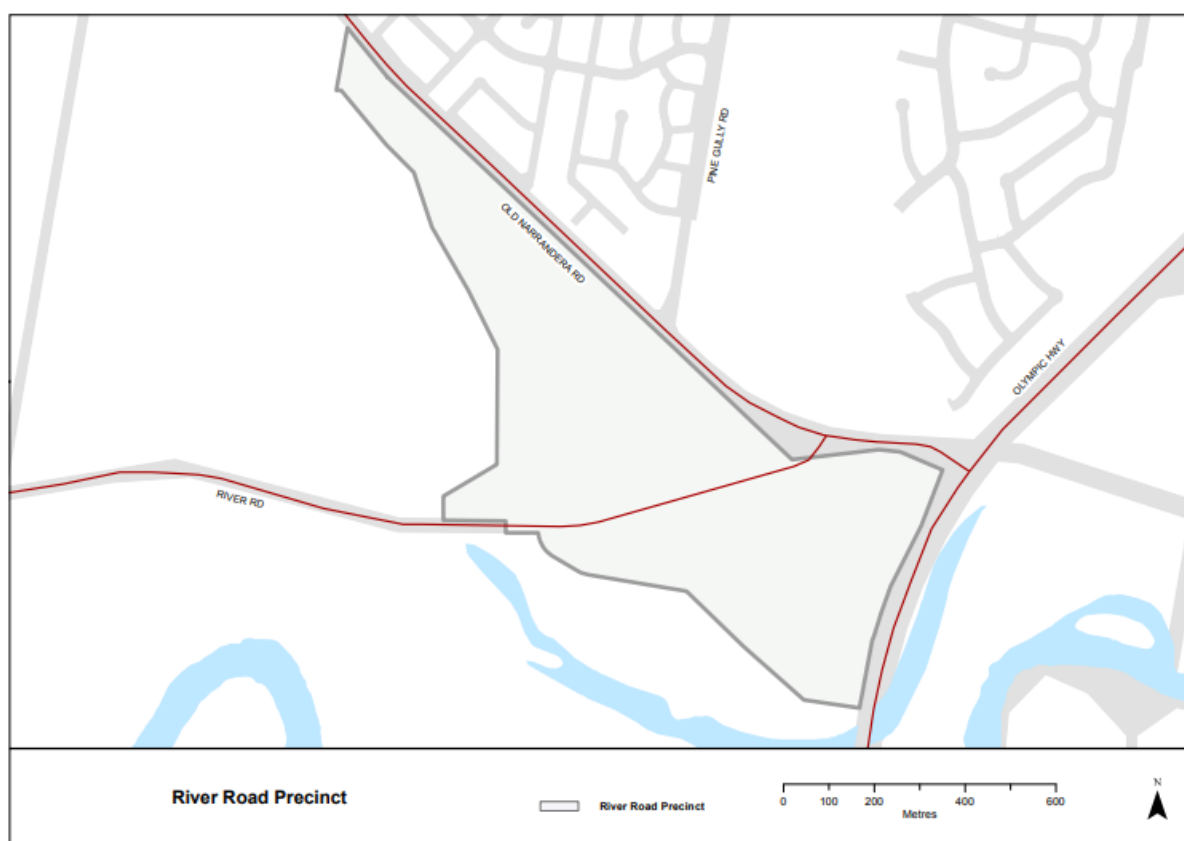 PINE GULLY RD
OLD NARRANDERA RD
OLYMPIC HWY
RIVER RD
River Road Precinct
River Road Precinct
0 100 200 400 600
Metres
N